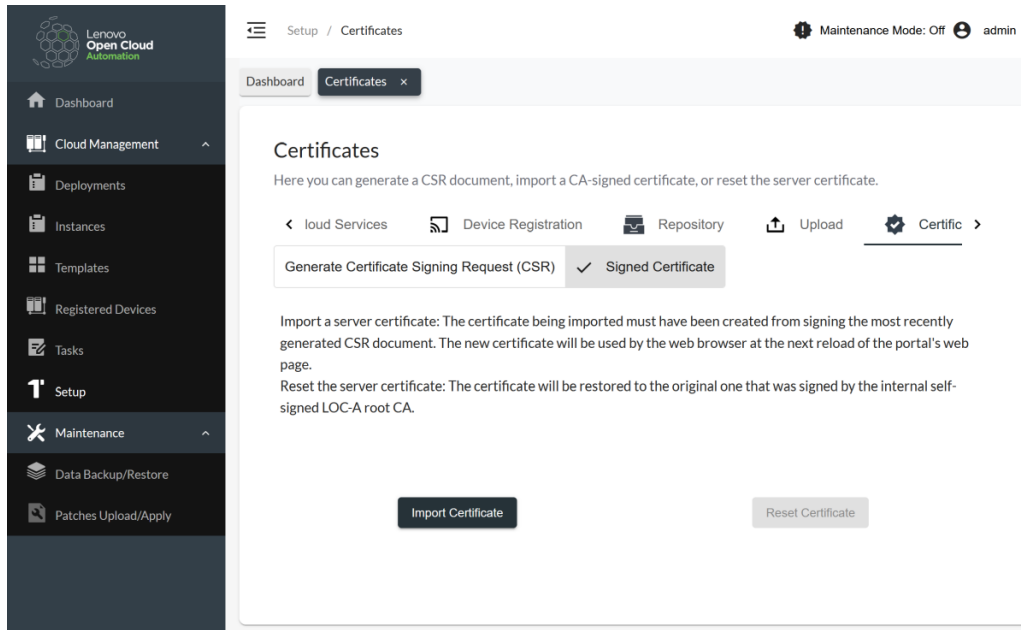 Lenovo
Open Cloud
Automation
Dashboard
Cloud Management
Deployments
Instances
Templates
Registered Devices
Tasks
Setup
Maintenance
Data Backup/Restore
Patches Upload/Apply
Setup / Certificates
Maintenance Mode: Off
admin
Dashboard
Certificates ×
Certificates
Here you can generate a CSR document, import a CA-signed certificate, or reset the server certificate.
loud Services
Device Registration
Repository
Upload
Certific
Generate Certificate Signing Request (CSR)
Signed Certificate
Import a server certificate: The certificate being imported must have been created from signing the most recently
generated CSR document. The new certificate will be used by the web browser at the next reload of the portal's web
page.
Reset the server certificate: The certificate will be restored to the original one that was signed by the internal self-
signed LOC-A root CA.
Import Certificate
Reset Certificate